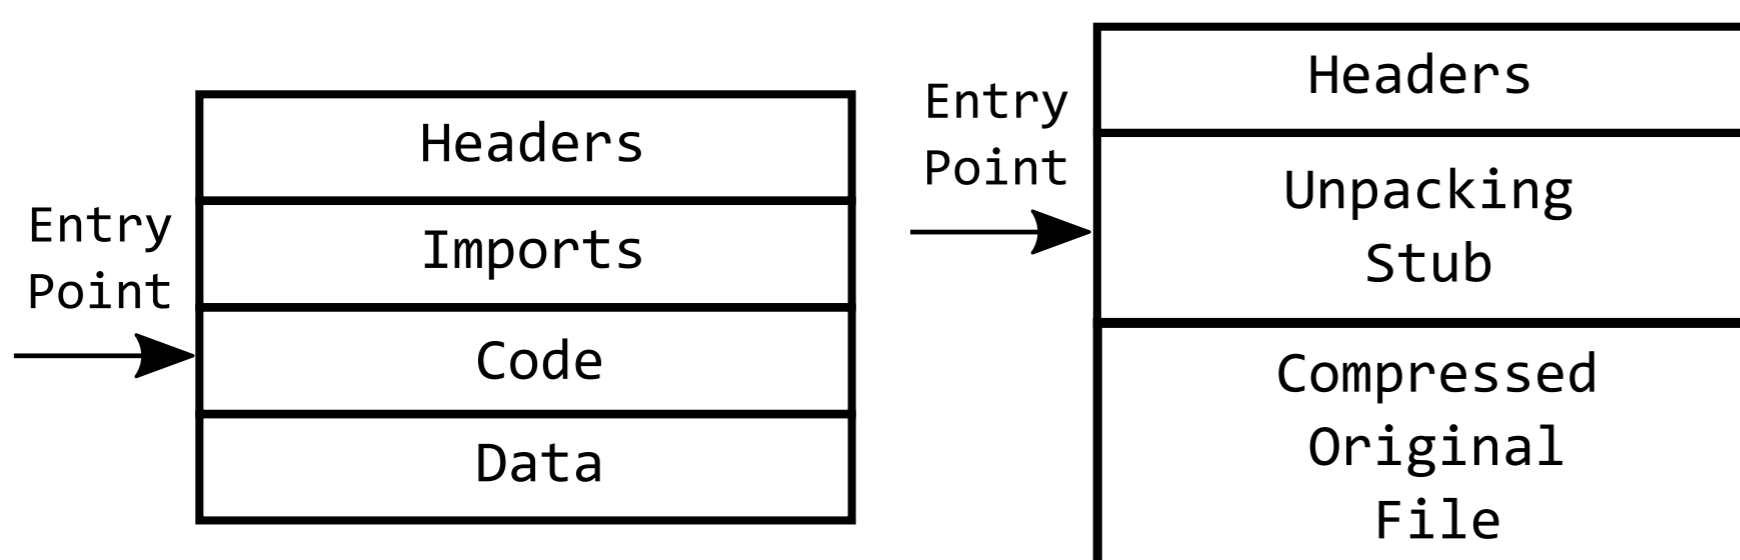 Entry
Point
Headers
Imports
Code
Data
Entry
Point
Headers
Unpacking
Stub
Compressed
Original
File